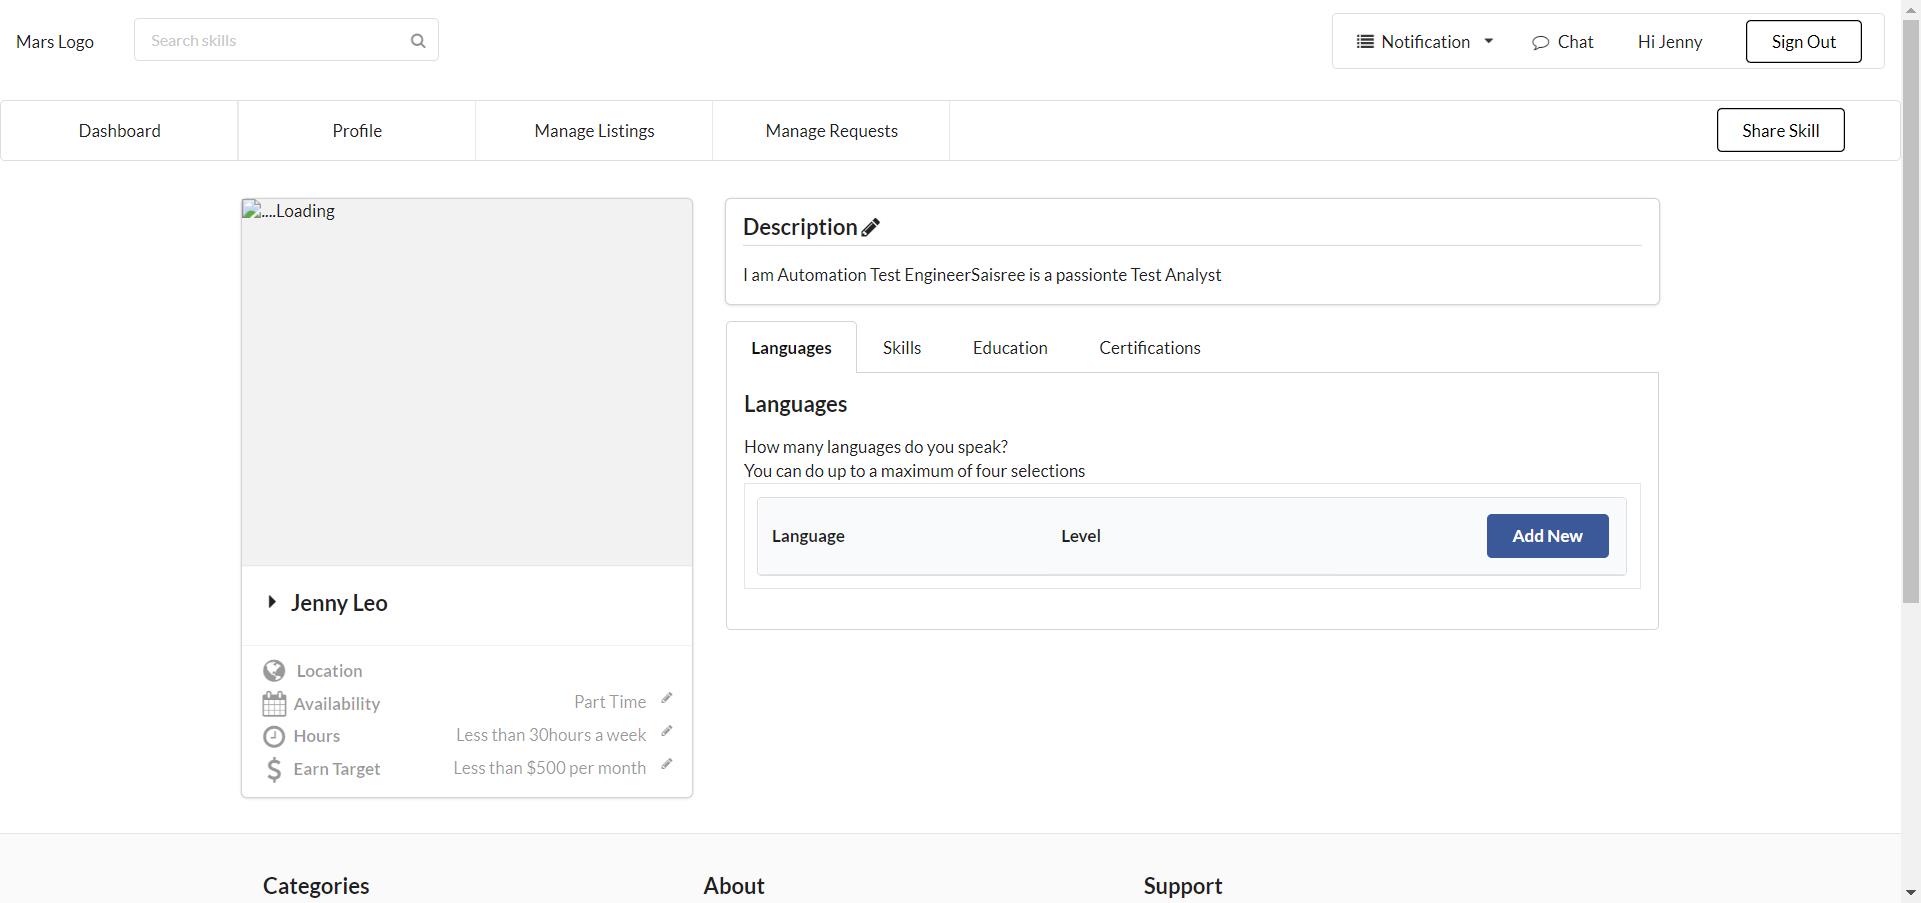 Mars Logo
Search skills
Notification
Chat
Hi Jenny
Sign Out
Dashboard
Profile
Manage Listings
Manage Requests
Share Skill
....Loading
Jenny Leo
Location
Availability
Part Time
Hours
Less than 30hours a week
Earn Target
Less than $500 per month
Description
I am Automation Test EngineerSaisree is a passionte Test Analyst
Languages
Skills
Education
Certifications
Languages
How many languages do you speak?
You can do up to a maximum of four selections
Language
Level
Add New
Categories
About
Support